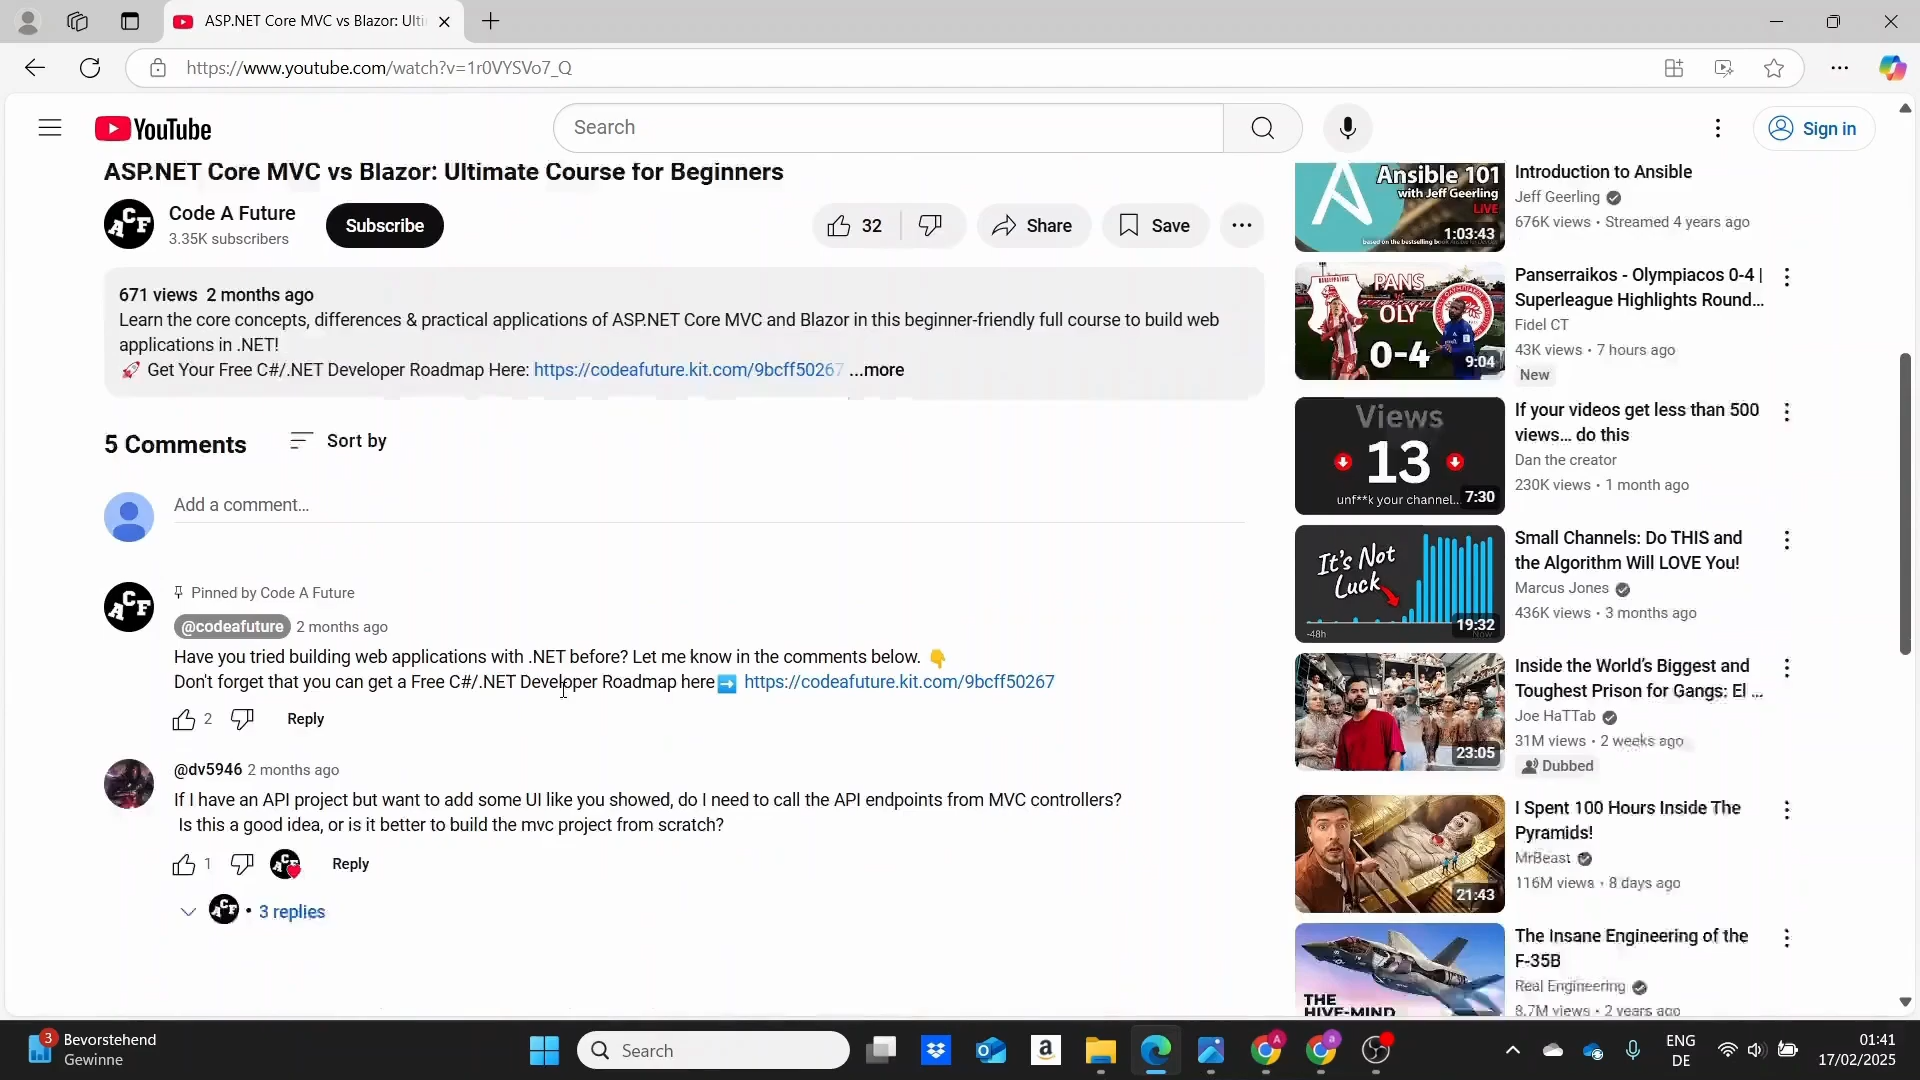 ASP.NET Core MVC vs Blazor: Ulti
https://www.youtube.com/watch?v=1r0VYSVo7_Q
YouTube
Search
Sign in
ASP.NET Core MVC vs Blazor: Ultimate Course for Beginners
ACF
Code A Future
3.35K subscribers
Subscribe
32
Share
Save
671 views 2 months ago
Learn the core concepts, differences & practical applications of ASP.NET Core MVC and Blazor in this beginner-friendly full course to build web
applications in .NET!
🚀 Get Your Free C#/.NET Developer Roadmap Here: https://codeafuture.kit.com/9bcff50267 ...more
5 Comments
Sort by
Add a comment...
ACF
Pinned by Code A Future
@codeafuture 2 months ago
Have you tried building web applications with .NET before? Let me know in the comments below. 👇
Don't forget that you can get a Free C#/.NET Developer Roadmap here➡️ https://codeafuture.kit.com/9bcff50267
2
Reply
@dv5946 2 months ago
If I have an API project but want to add some UI like you showed, do I need to call the API endpoints from MVC controllers?
Is this a good idea, or is it better to build the mvc project from scratch?
1
ACF
Reply
ACF
• 3 replies
Ansible 101
with Jeff Geerling
LIVE
based on the bestselling book
1:03:43
Introduction to Ansible
Jeff Geerling
676K views • Streamed 4 years ago
PANS
OLY
0-4
9:04
Panserraikos - Olympiacos 0-4 |
Superleague Highlights Round...
Fidel CT
43K views • 7 hours ago
New
Views
13
unf**k your channel...
7:30
If your videos get less than 500
views... do this
Dan the creator
230K views • 1 month ago
It's Not
Luck
-48h
Now
19:32
Small Channels: Do THIS and
the Algorithm Will LOVE You!
Marcus Jones
436K views • 3 months ago
23:05
Inside the World's Biggest and
Toughest Prison for Gangs: El ...
Joe HaTTab
31M views • 2 weeks ago
Dubbed
21:43
I Spent 100 Hours Inside The
Pyramids!
MrBeast
116M views • 8 days ago
THE
HIVE-MIND
The Insane Engineering of the
F-35B
Real Engineering
8.7M views • 2 years ago
3
Bevorstehend
Gewinne
Search
a
A
a
ENG
DE
01:41
17/02/2025